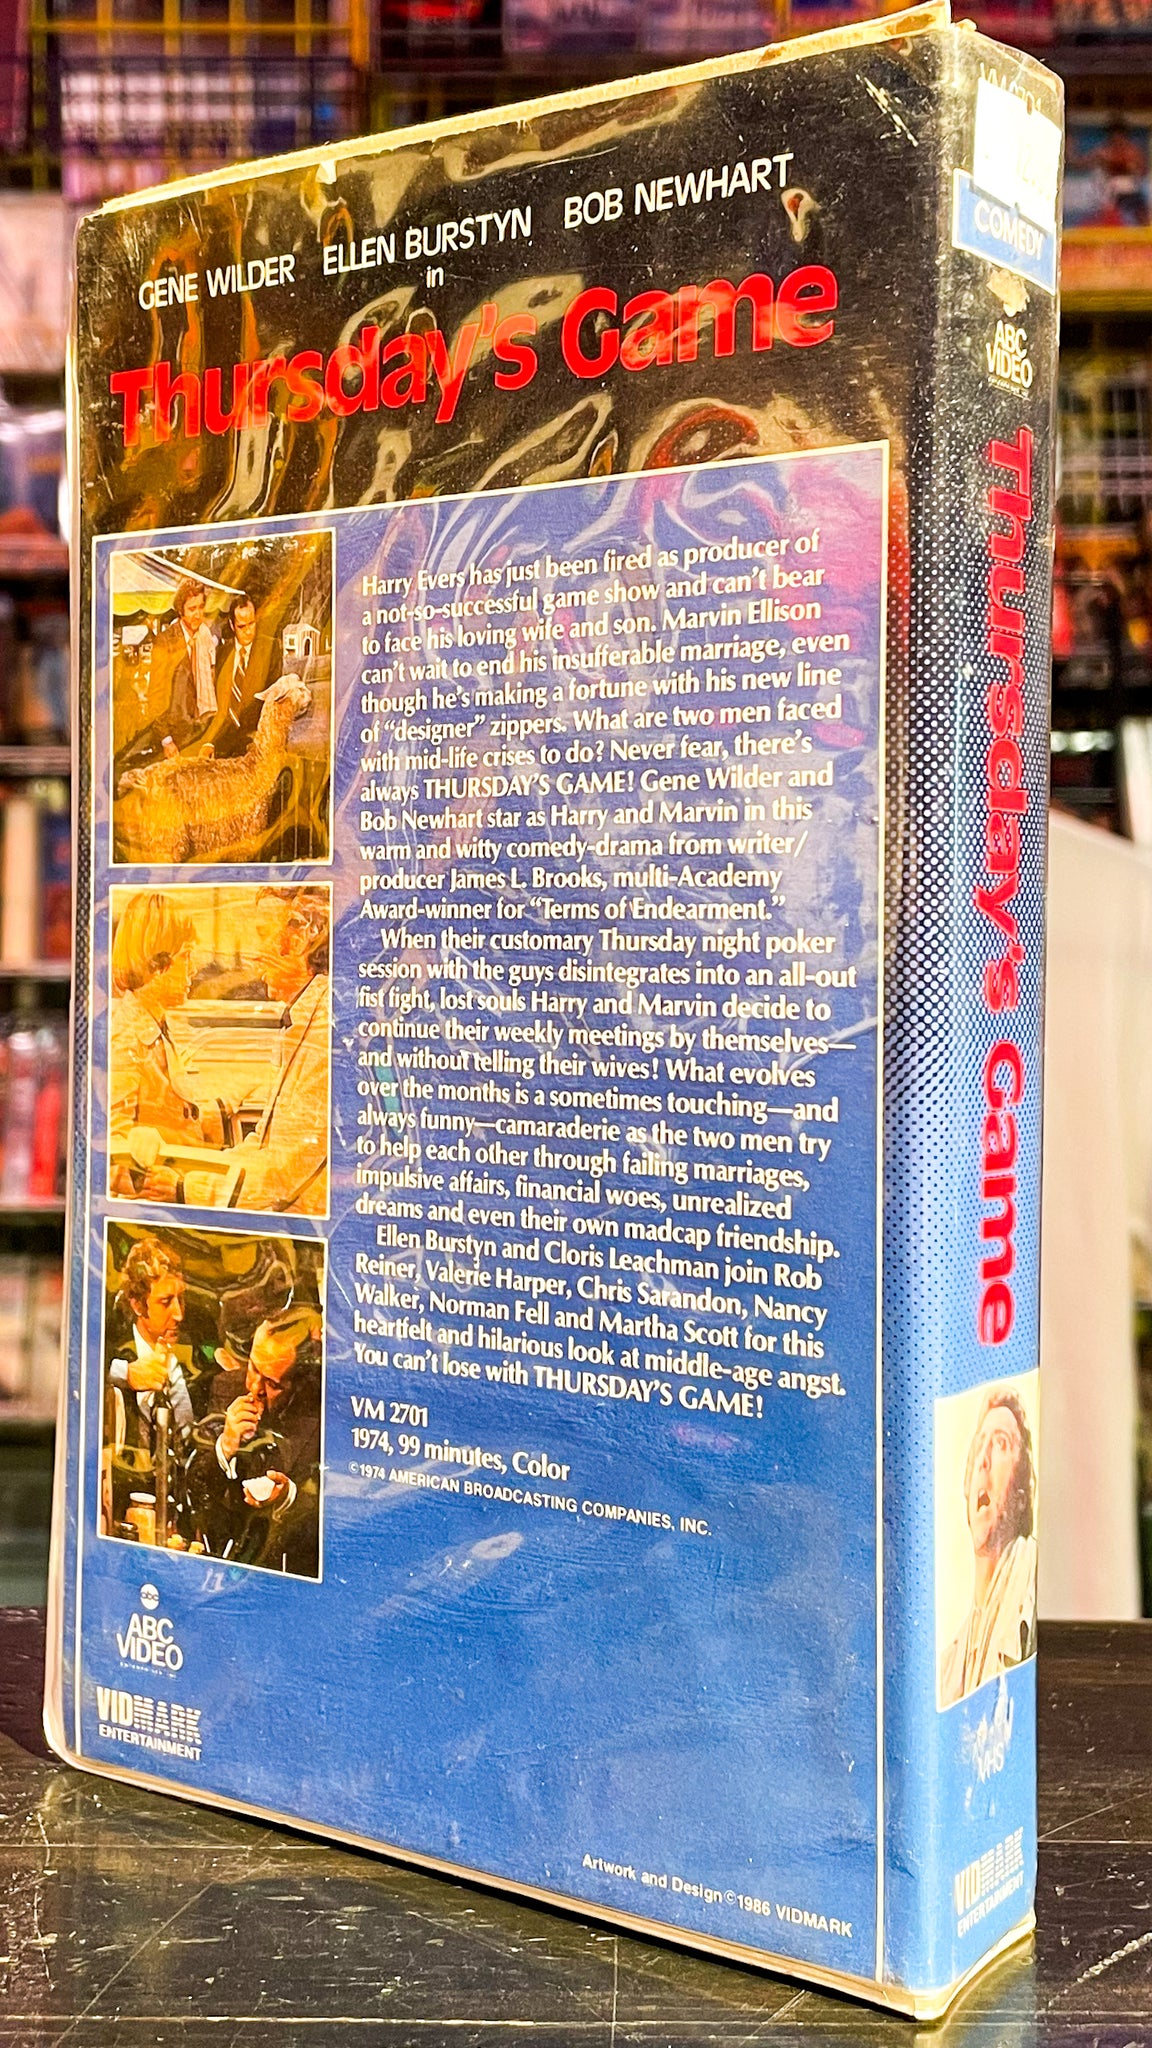 GENE WILDER ELLEN BURSTYN BOB NEWHART
in
Thursday's Game
Harry Evers has just been fired as producer of
a not-so-successful game show and can't bear
to face his loving wife and son. Marvin Ellison
can't wait to end his insufferable marriage, even
though he's making a fortune with his new line
of "designer" zippers. What are two men faced
with mid-life crises to do? Never fear, there's
always THURSDAY'S GAME! Gene Wilder and
Bob Newhart star as Harry and Marvin in this
warm and witty comedy-drama from writer/
producer James L. Brooks, multi-Academy
Award-winner for "Terms of Endearment."
When their customary Thursday night poker
session with the guys disintegrates into an all-out
fist fight, lost souls Harry and Marvin decide to
continue their weekly meetings by themselves—
and without telling their wives! What evolves
over the months is a sometimes touching—and
always funny—camaraderie as the two men try
to help each other through failing marriages,
impulsive affairs, financial woes, unrealized
dreams and even their own madcap friendship.
Ellen Burstyn and Cloris Leachman join Rob
Reiner, Valerie Harper, Chris Sarandon, Nancy
Walker, Norman Fell and Martha Scott for this
heartfelt and hilarious look at middle-age angst.
You can't lose with THURSDAY'S GAME!
VM 2701
1974, 99 minutes, Color
©1974 AMERICAN BROADCASTING COMPANIES, INC.
abc
ABC
VIDEO
VIDMARK
ENTERTAINMENT
Artwork and Design ©1986 VIDMARK
VM 2701
COMEDY
ABC
VIDEO
Thursday's Game
VHS
VIDMARK
ENTERTAINMENT